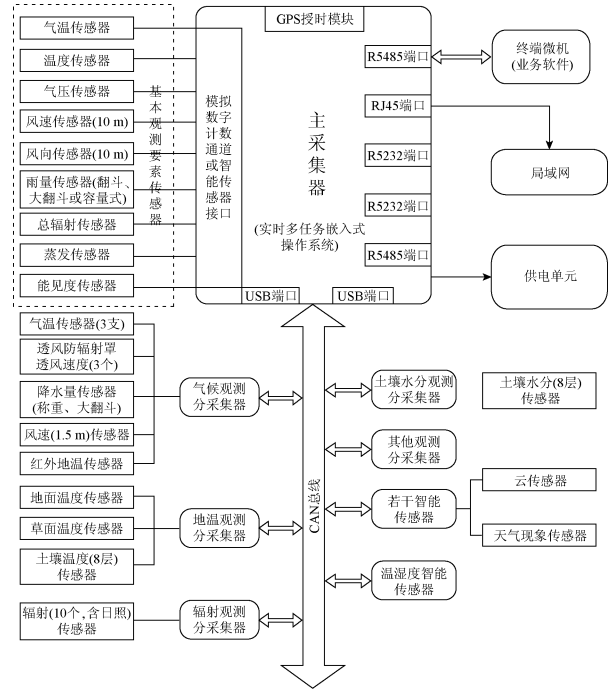 GPS授时模块
气温传感器
温度传感器
气压传感器
风速传感器(10 m)
风向传感器(10 m)
雨量传感器(翻斗、
大翻斗或容量式)
总辐射传感器
蒸发传感器
能见度传感器
基本观测要素传感器
模拟
数字
计数
通道
或智
能传
感器
接口
主采集器
(实时多任务嵌入式
操作系统)
R5485端口
RJ45端口
R5232端口
R5232端口
R5485端口
USB端口
USB端口
终端微机
(业务软件)
局域网
供电单元
气温传感器(3支)
透风防辐射罩
透风速度(3个)
降水量传感器
(称重、大翻斗)
风速(1.5 m)传感器
红外地温传感器
气候观测
分采集器
地面温度传感器
草面温度传感器
土壤温度(8层)
传感器
地温观测
分采集器
辐射(10个,含日照)
传感器
辐射观测
分采集器
CAN总线
土壤水分观测
分采集器
土壤水分(8层)
传感器
其他观测
分采集器
若干智能
传感器
云传感器
天气现象传感器
温湿度智能
传感器